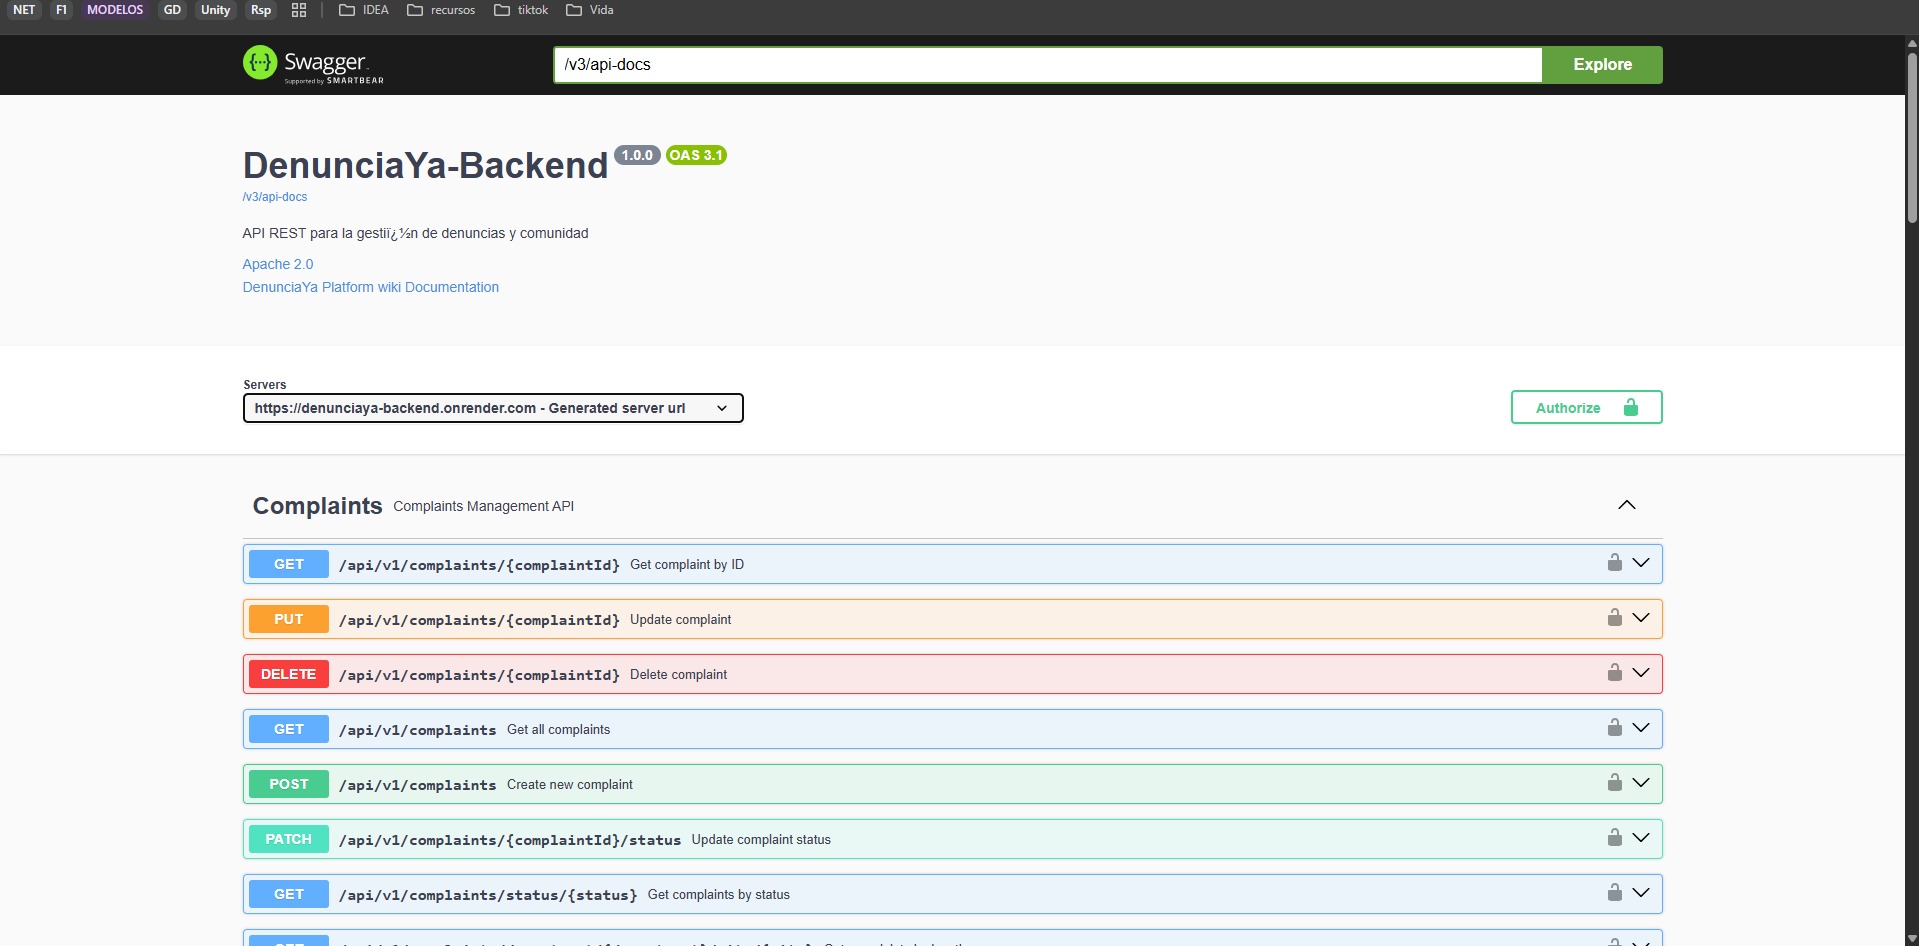 NET F1 MODELOS GD Unity Rsp IDEA recursos tiktok Vida
Swagger
Supported by SMARTBEAR
/v3/api-docs Explore
DenunciaYa-Backend 1.0.0 OAS 3.1
/v3/api-docs
API REST para la gestiï¿½n de denuncias y comunidad
Apache 2.0
DenunciaYa Platform wiki Documentation
Servers
https://denunciaya-backend.onrender.com - Generated server url Authorize
Complaints Complaints Management API
GET /api/v1/complaints/{complaintId} Get complaint by ID
PUT /api/v1/complaints/{complaintId} Update complaint
DELETE /api/v1/complaints/{complaintId} Delete complaint
GET /api/v1/complaints Get all complaints
POST /api/v1/complaints Create new complaint
PATCH /api/v1/complaints/{complaintId}/status Update complaint status
GET /api/v1/complaints/status/{status} Get complaints by status